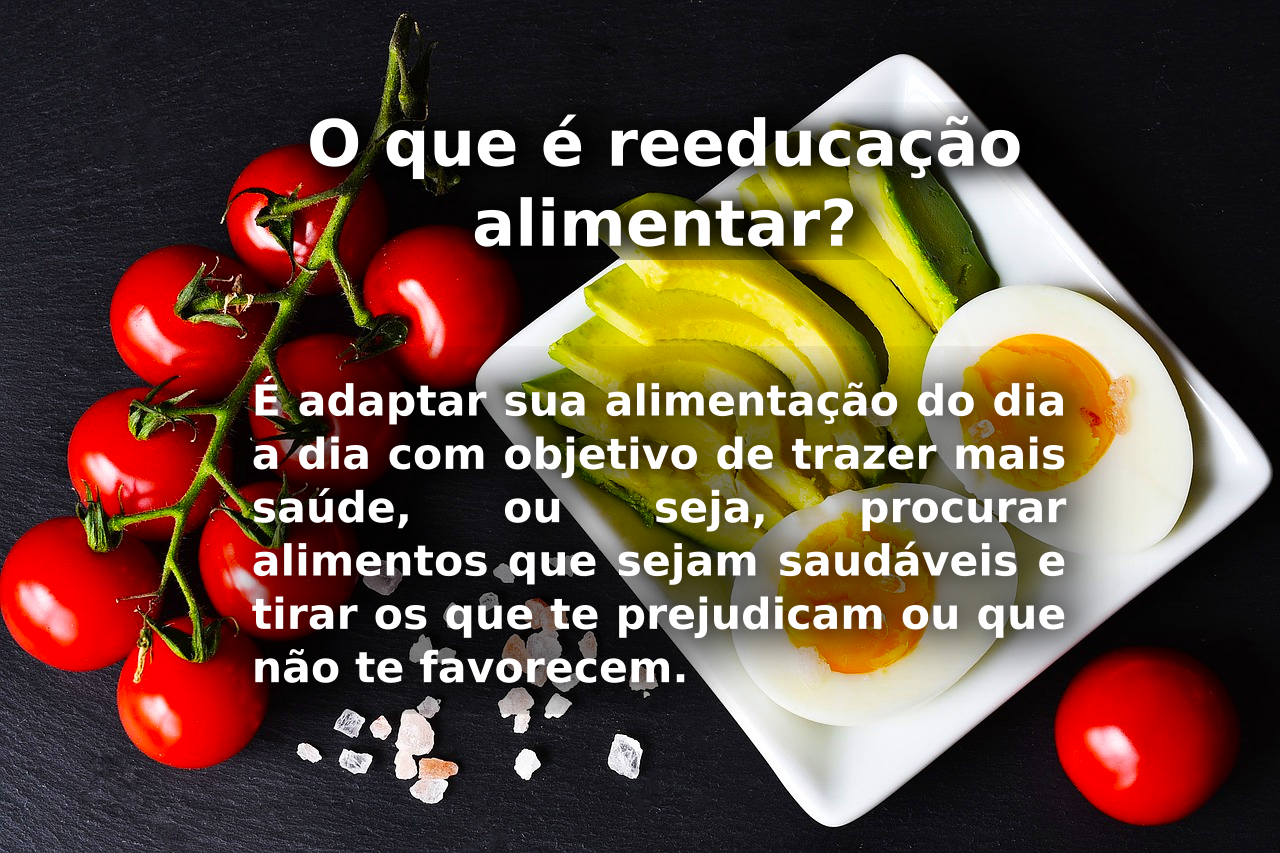 O que é reeducação
alimentar?
É adaptar sua alimentação do dia
a dia com objetivo de trazer mais
saúde, ou seja, procurar
alimentos que sejam saudáveis e
tirar os que te prejudicam ou que
não te favorecem.